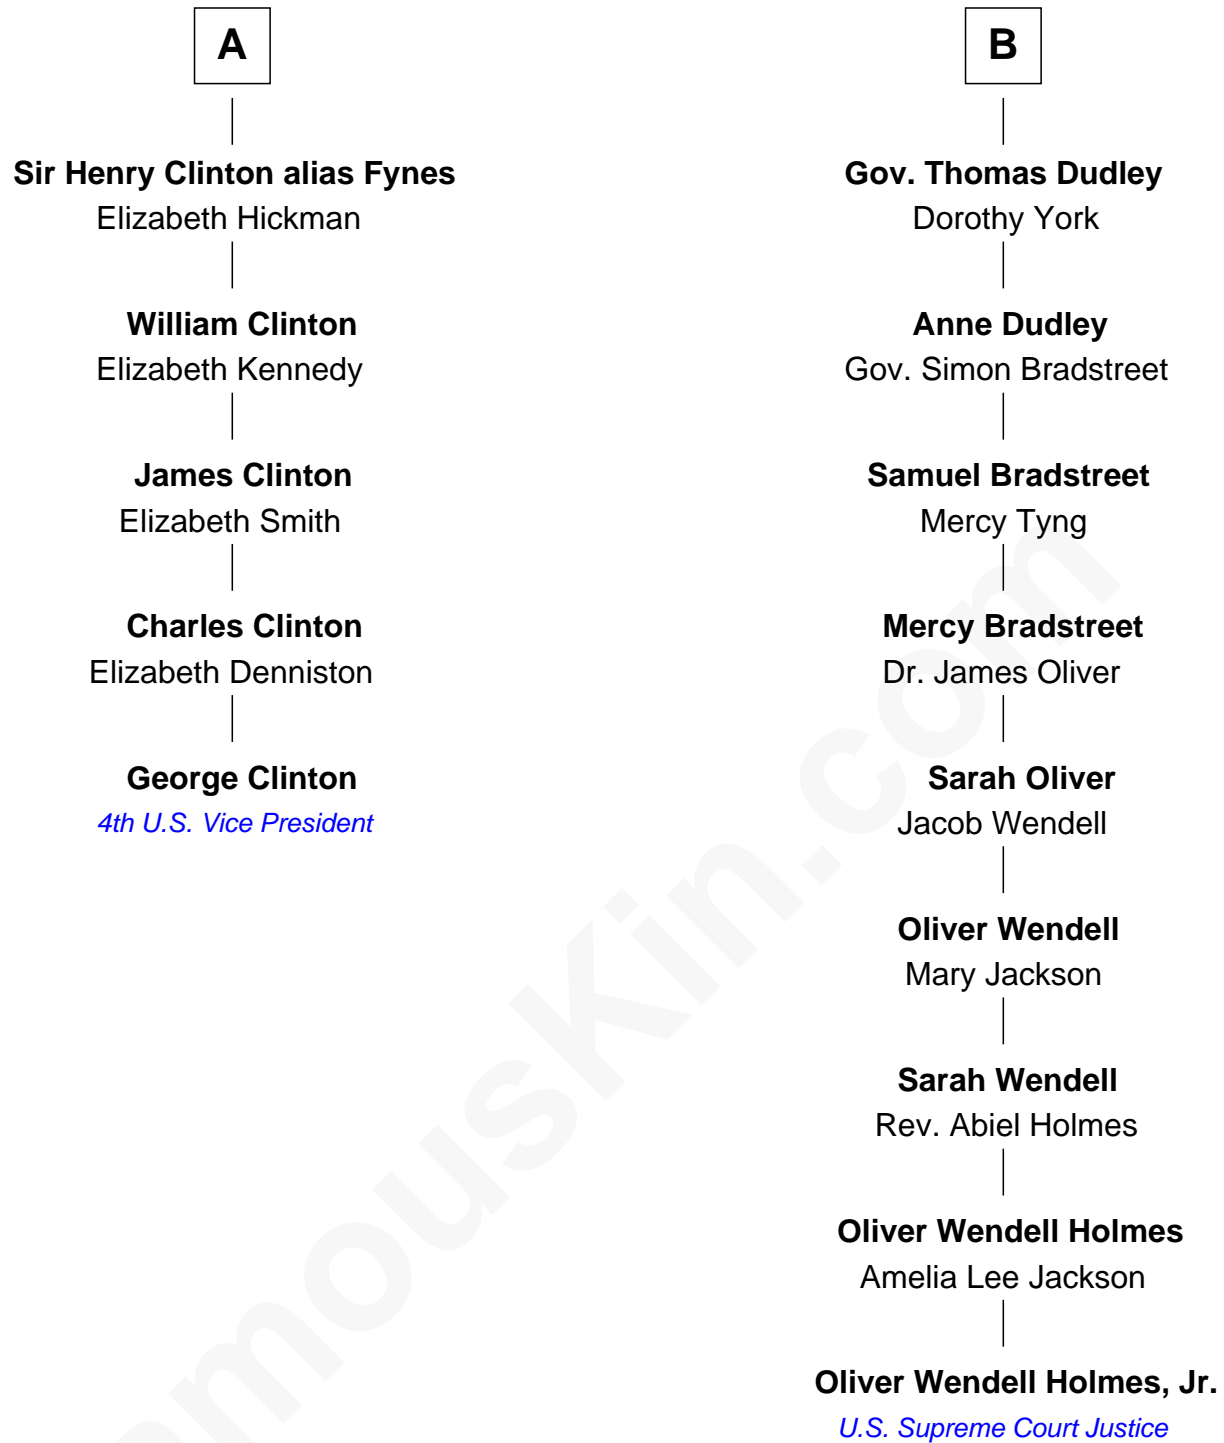 A
Sir Henry Clinton alias Fynes
Elizabeth Hickman
William Clinton
Elizabeth Kennedy
James Clinton
Elizabeth Smith
Charles Clinton
Elizabeth Denniston
George Clinton
4th U.S. Vice President
B
Gov. Thomas Dudley
Dorothy York
Anne Dudley
Gov. Simon Bradstreet
Samuel Bradstreet
Mercy Tyng
Mercy Bradstreet
Dr. James Oliver
Sarah Oliver
Jacob Wendell
Oliver Wendell
Mary Jackson
Sarah Wendell
Rev. Abiel Holmes
Oliver Wendell Holmes
Amelia Lee Jackson
Oliver Wendell Holmes, Jr.
U.S. Supreme Court Justice
amouskin.com